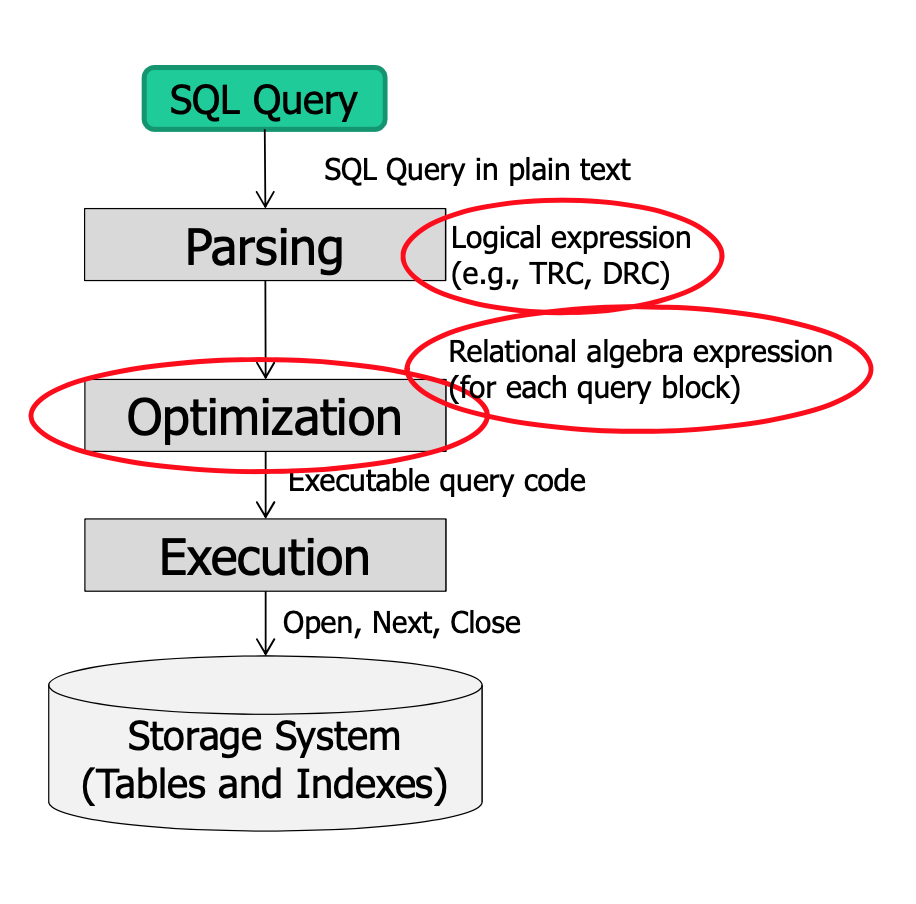 SQL Query
SQL Query in plain text
Parsing
Logical expression
(e.g., TRC, DRC)
Relational algebra expression
(for each query block)
Optimization
Executable query code
Execution
Open, Next, Close
Storage System
(Tables and Indexes)